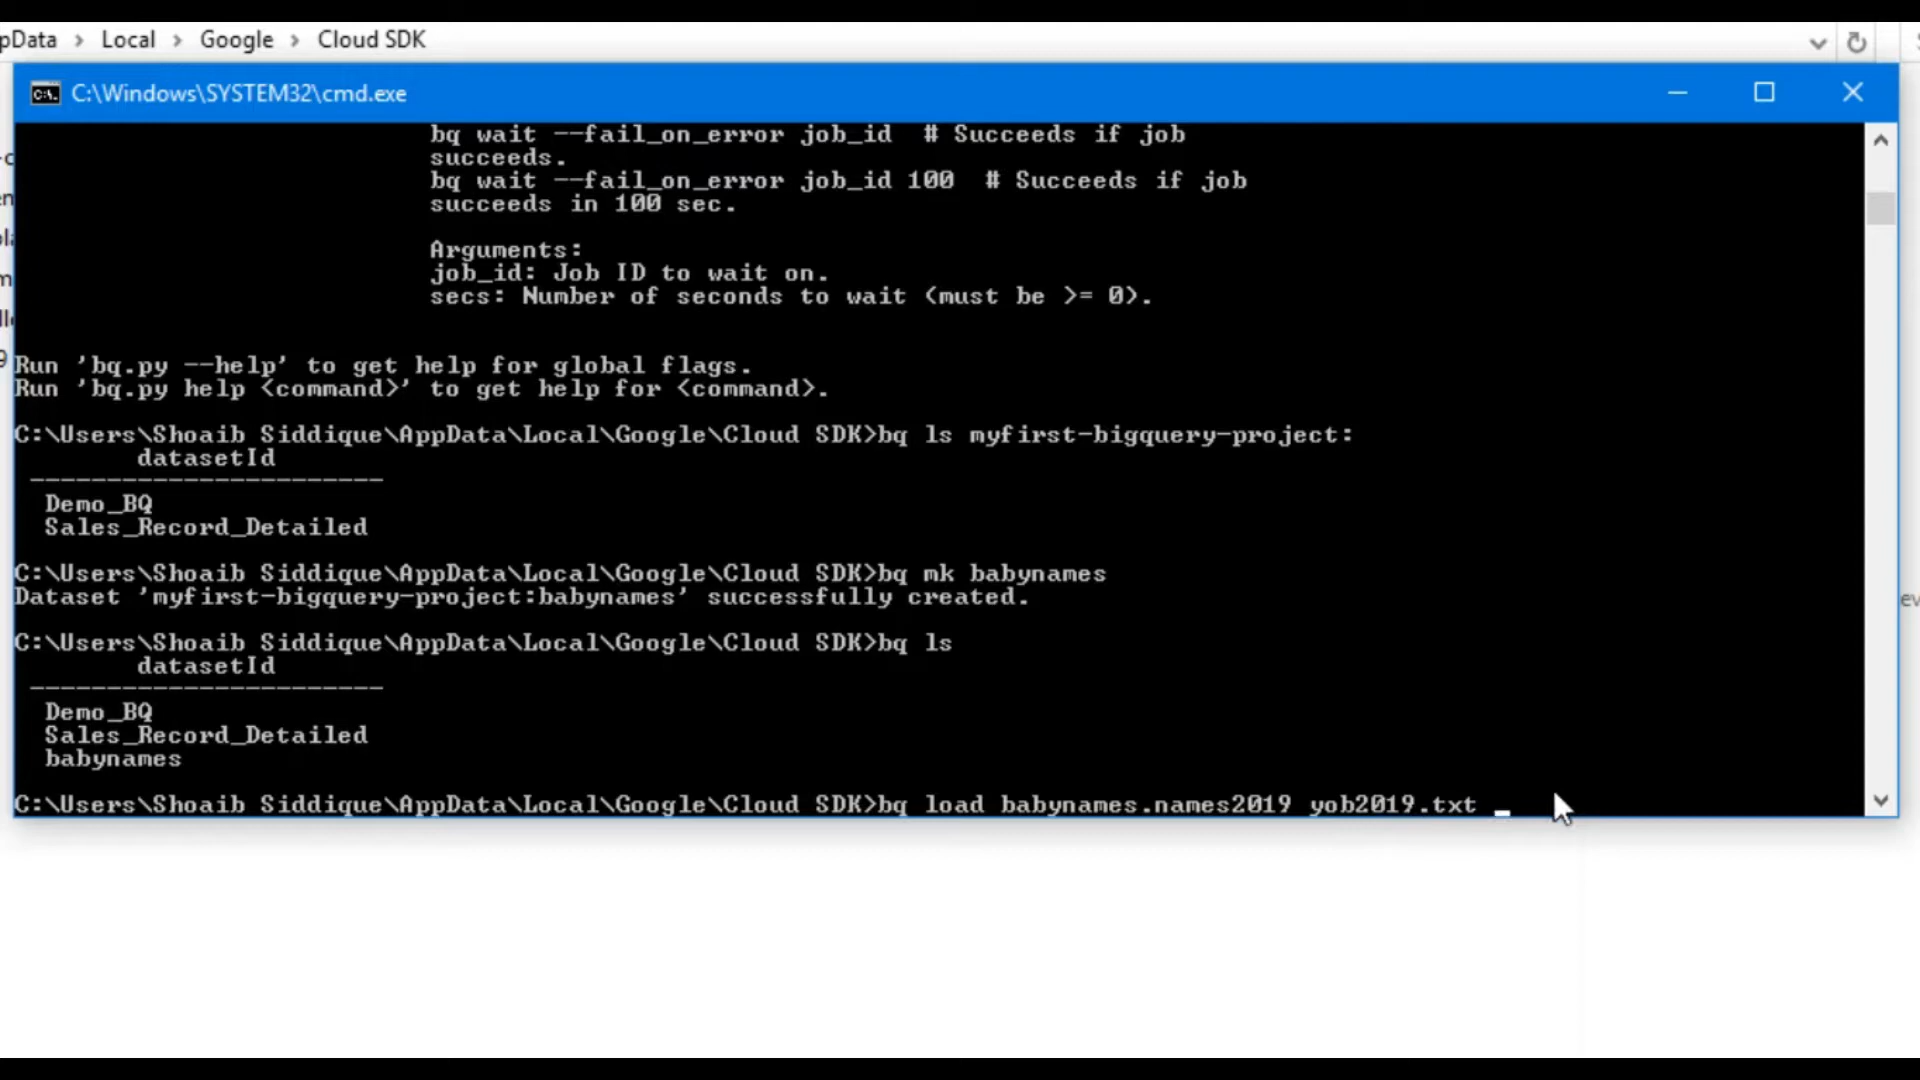 pData > Local > Google > Cloud SDK
C:\Windows\SYSTEM32\cmd.exe
bq wait --fail_on_error job_id  # Succeeds if job
succeeds.
bq wait --fail_on_error job_id 100  # Succeeds if job
succeeds in 100 sec.
Arguments:
job_id: Job ID to wait on.
secs: Number of seconds to wait (must be >= 0).
Run 'bq.py --help' to get help for global flags.
Run 'bq.py help <command>' to get help for <command>.
C:\Users\Shoaib Siddique\AppData\Local\Google\Cloud SDK>bq ls myfirst-bigquery-project:
datasetId
-----------------------
Demo_BQ
Sales_Record_Detailed
C:\Users\Shoaib Siddique\AppData\Local\Google\Cloud SDK>bq mk babynames
Dataset 'myfirst-bigquery-project:babynames' successfully created.
C:\Users\Shoaib Siddique\AppData\Local\Google\Cloud SDK>bq ls
datasetId
-----------------------
Demo_BQ
Sales_Record_Detailed
babynames
C:\Users\Shoaib Siddique\AppData\Local\Google\Cloud SDK>bq load babynames.names2019 yob2019.txt _